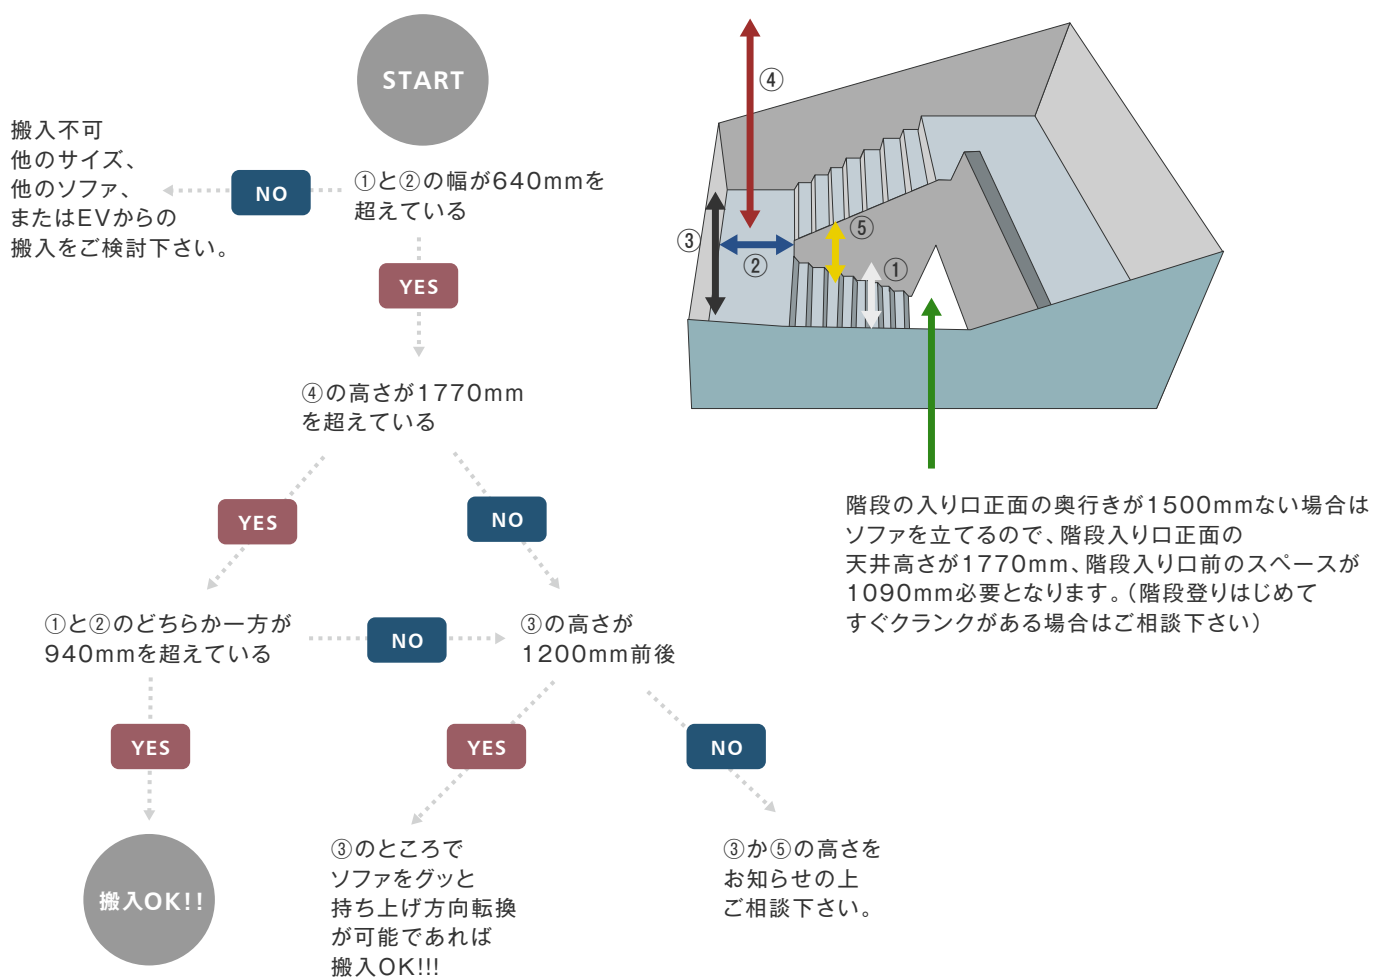 START
搬入不可
他のサイズ、
他のソファ、
またはEVからの
搬入をご検討下さい。
NO
①と②の幅が640mmを
超えている
YES
④の高さが1770mm
を超えている
YES
NO
①と②のどちらか一方が
940mmを超えている
NO
③の高さが
1200mm前後
YES
YES
NO
搬入OK!!
③のところで
ソファをグッと
持ち上げ方向転換
が可能であれば
搬入OK!!!
③か⑤の高さを
お知らせの上
ご相談下さい。
④
③
②
⑤
①
階段の入り口正面の奥行きが1500mmない場合は
ソファを立てるので、階段入り口正面の
天井高さが1770mm、階段入り口前のスペースが
1090mm必要となります。（階段登りはじめて
すぐクランクがある場合はご相談下さい）